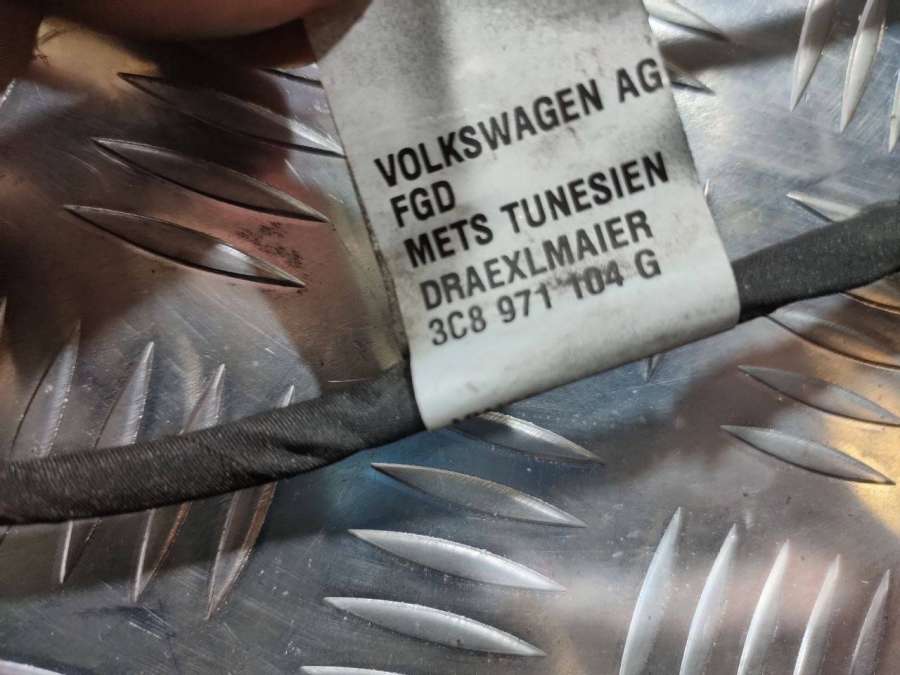 VOLKSWAGEN AG
FGD
METS TUNESIEN
DRAEXLMAIER
3C8 971 104 G